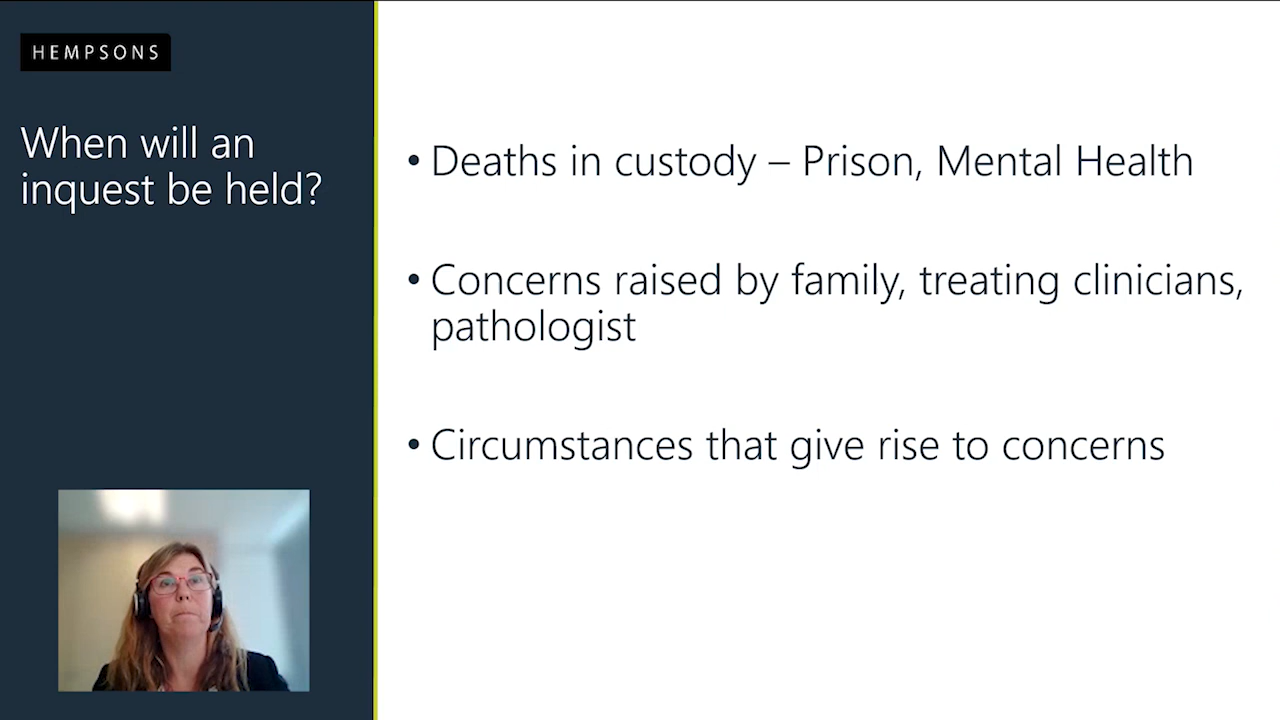 HEMPSONS
When will an
inquest be held?
• Deaths in custody – Prison, Mental Health
• Concerns raised by family, treating clinicians,
pathologist
• Circumstances that give rise to concerns